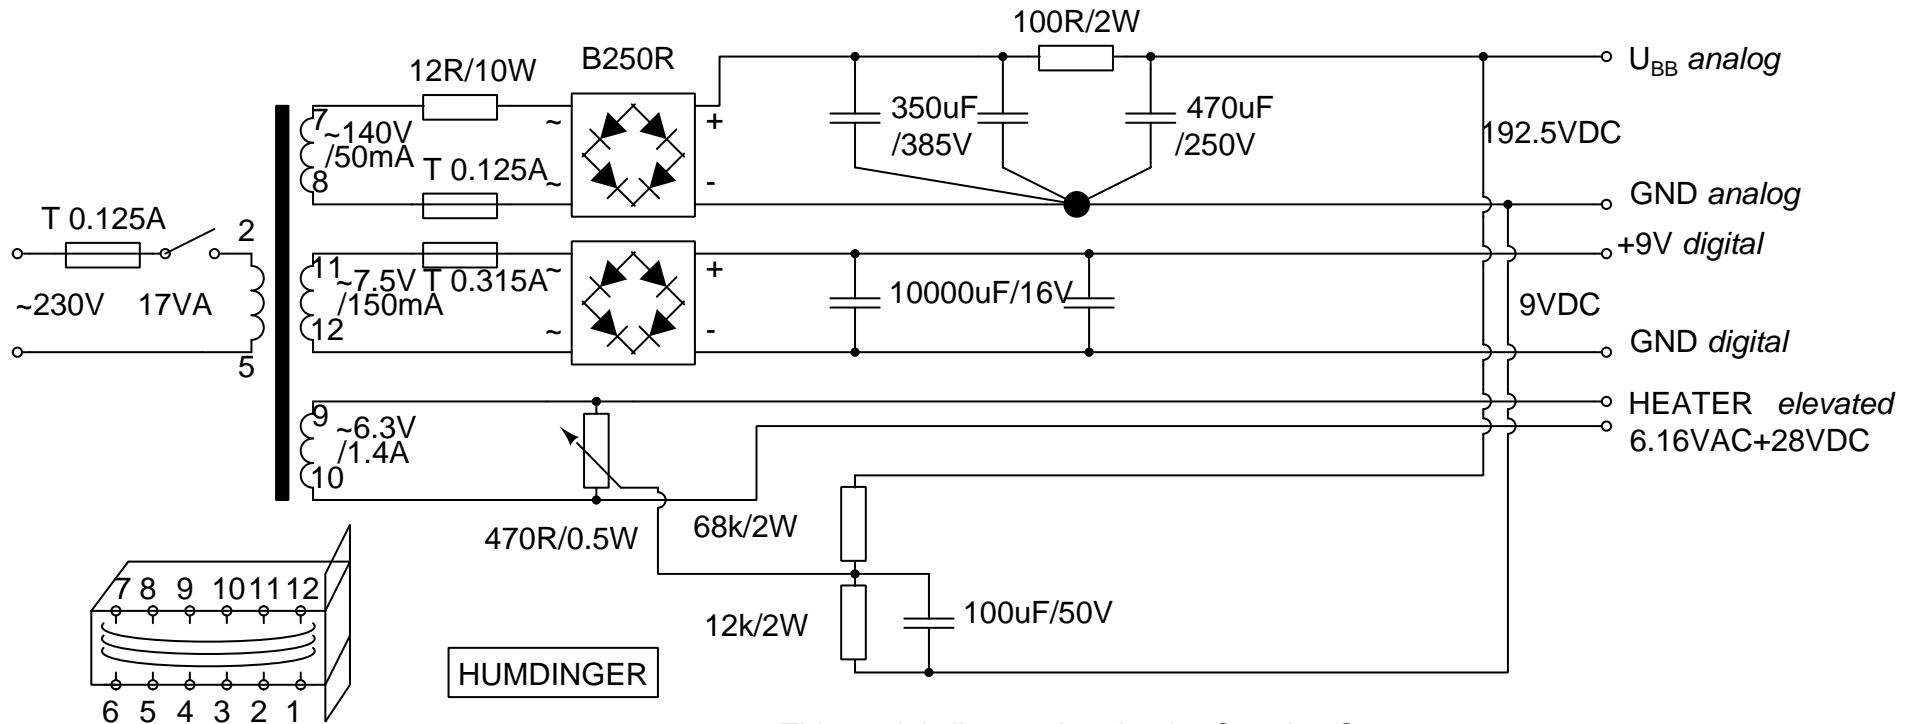 100R/2W
12R/10W
B250R
U_BB analog
7
~140V
/50mA
8
~
+
350uF
/385V
470uF
/250V
192.5VDC
T 0.125A
~
-
GND analog
T 0.125A
2
+9V digital
11
~7.5V
/150mA
12
T 0.315A
~
+
10000uF/16V
9VDC
~230V
17VA
~
-
5
GND digital
9
~6.3V
/1.4A
10
HEATER elevated
6.16VAC+28VDC
470R/0.5W
68k/2W
7 8 9 10 11 12
12k/2W
100uF/50V
HUMDINGER
6 5 4 3 2 1